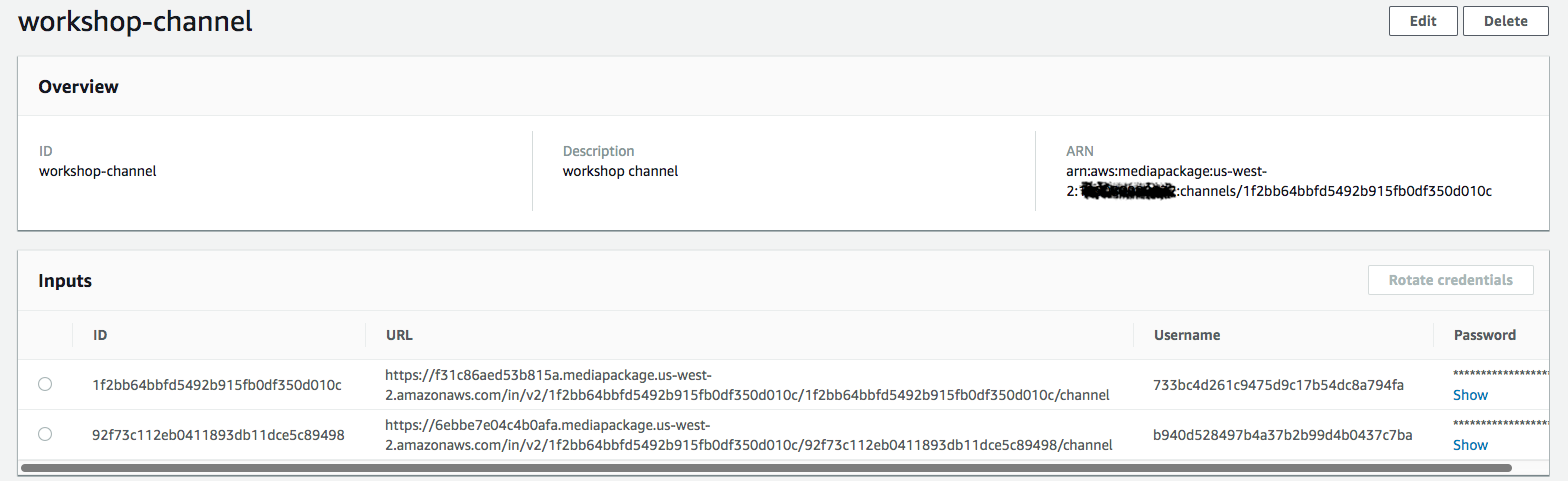 workshop-channel
Edit
Delete
Overview
ID
Description
ARN
workshop-channel
workshop channel
arn:aws:mediapackage:us-west-
2: :channels/1f2bb64bbfd5492b915fb0df350d010c
Inputs
Rotate credentials
ID
URL
Username
Password
1f2bb64bbfd5492b915fb0df350d010c
https://f31c86aed53b815a.mediapackage.us-west-
2.amazonaws.com/in/v2/1f2bb64bbfd5492b915fb0df350d010c/1f2bb64bbfd5492b915fb0df350d010c/channel
733bc4d261c9475d9c17b54dc8a794fa
******************
Show
92f73c112eb0411893db11dce5c89498
https://6ebbe7e04c4b0afa.mediapackage.us-west-
2.amazonaws.com/in/v2/1f2bb64bbfd5492b915fb0df350d010c/92f73c112eb0411893db11dce5c89498/channel
b940d528497b4a37b2b99d4b0437c7ba
******************
Show